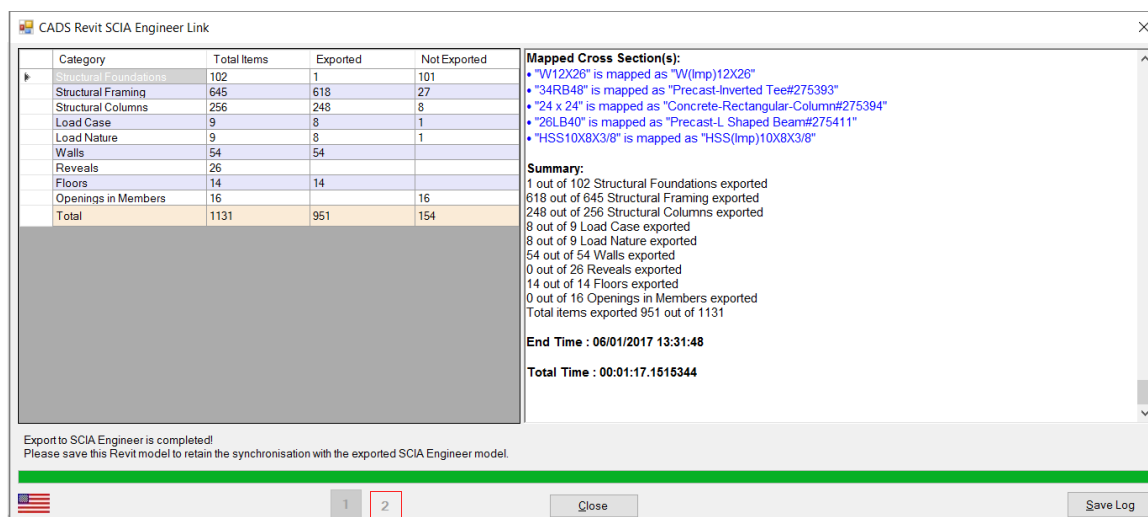 CADS Revit SCIA Engineer Link
Category Total Items Exported Not Exported
Structural Foundations 102 1 101
Structural Framing 645 618 27
Structural Columns 256 248 8
Load Case 9 8 1
Load Nature 9 8 1
Walls 54 54
Reveals 26
Floors 14 14
Openings in Members 16 16
Total 1131 951 154
Mapped Cross Section(s):
• "W12X26" is mapped as "W(Imp)12X26"
• "34RB48" is mapped as "Precast-Inverted Tee#275393"
• "24 x 24" is mapped as "Concrete-Rectangular-Column#275394"
• "26LB40" is mapped as "Precast-L Shaped Beam#275411"
• "HSS10X8X3/8" is mapped as "HSS(Imp)10X8X3/8"
Summary:
1 out of 102 Structural Foundations exported
618 out of 645 Structural Framing exported
248 out of 256 Structural Columns exported
8 out of 9 Load Case exported
8 out of 9 Load Nature exported
54 out of 54 Walls exported
0 out of 26 Reveals exported
14 out of 14 Floors exported
0 out of 16 Openings in Members exported
Total items exported 951 out of 1131
End Time : 06/01/2017 13:31:48
Total Time : 00:01:17.1515344
Export to SCIA Engineer is completed!
Please save this Revit model to retain the synchronisation with the exported SCIA Engineer model.
1 2 Close Save Log